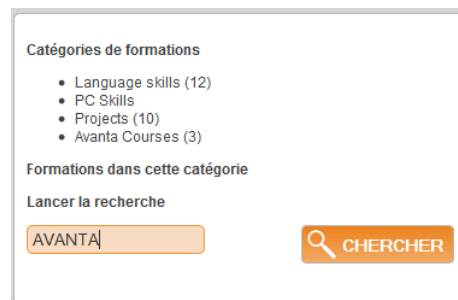 Catégories de formations
• Language skills (12)
• PC Skills
• Projects (10)
• Avanta Courses (3)
Formations dans cette catégorie
Lancer la recherche
AVANTA
CHERCHER